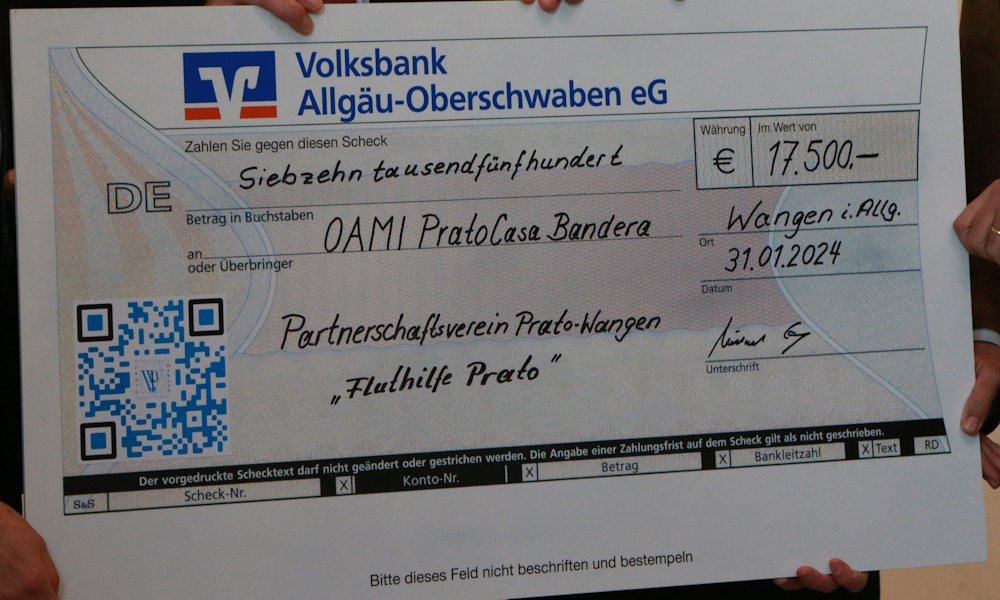 Volksbank
Allgäu-Oberschwaben eG
Zahlen Sie gegen diesen Scheck
Währung
Im Wert von
Siebzehn tausendfünfhundert
€
17.500.—
DE
Betrag in Buchstaben
Wangen i. Allg.
an
OAMI Prato Casa Bandera
Ort
oder Überbringer
31.01.2024
Datum
Partnerschaftsverein Prato-Wangen
„Fluthilfe Prato"
Unterschrift
Der vorgedruckte Schecktext darf nicht geändert oder gestrichen werden. Die Angabe einer Zahlungsfrist auf dem Scheck gilt als nicht geschrieben.
S&S Scheck-Nr. X Konto-Nr. X Betrag X Bankleitzahl X Text RD
Bitte dieses Feld nicht beschriften und bestempeln